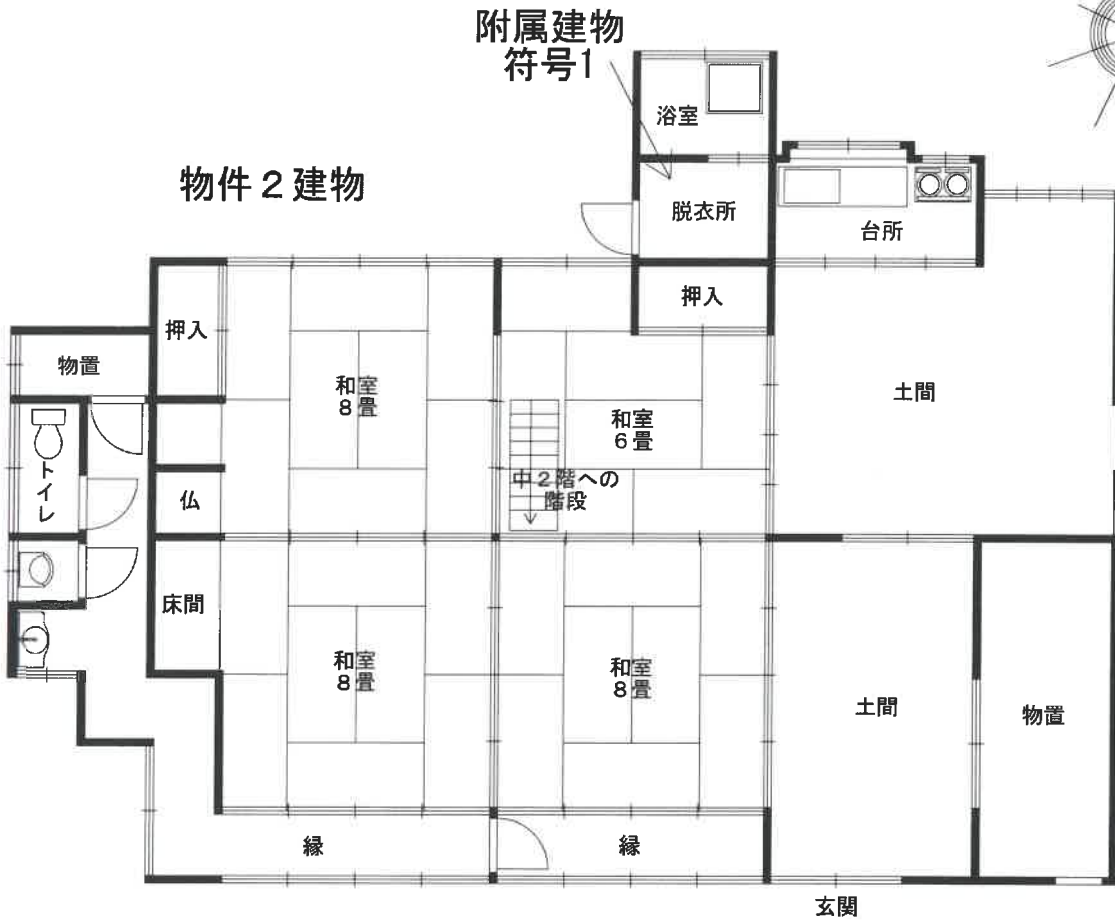 附属建物
符号1
浴室
物件２建物
脱衣所
台所
押入
押入
物置
和室
8畳
土間
和室
6畳
トイレ
中２階への
階段
仏
床間
和室
8畳
和室
8畳
土間
物置
縁
縁
玄関